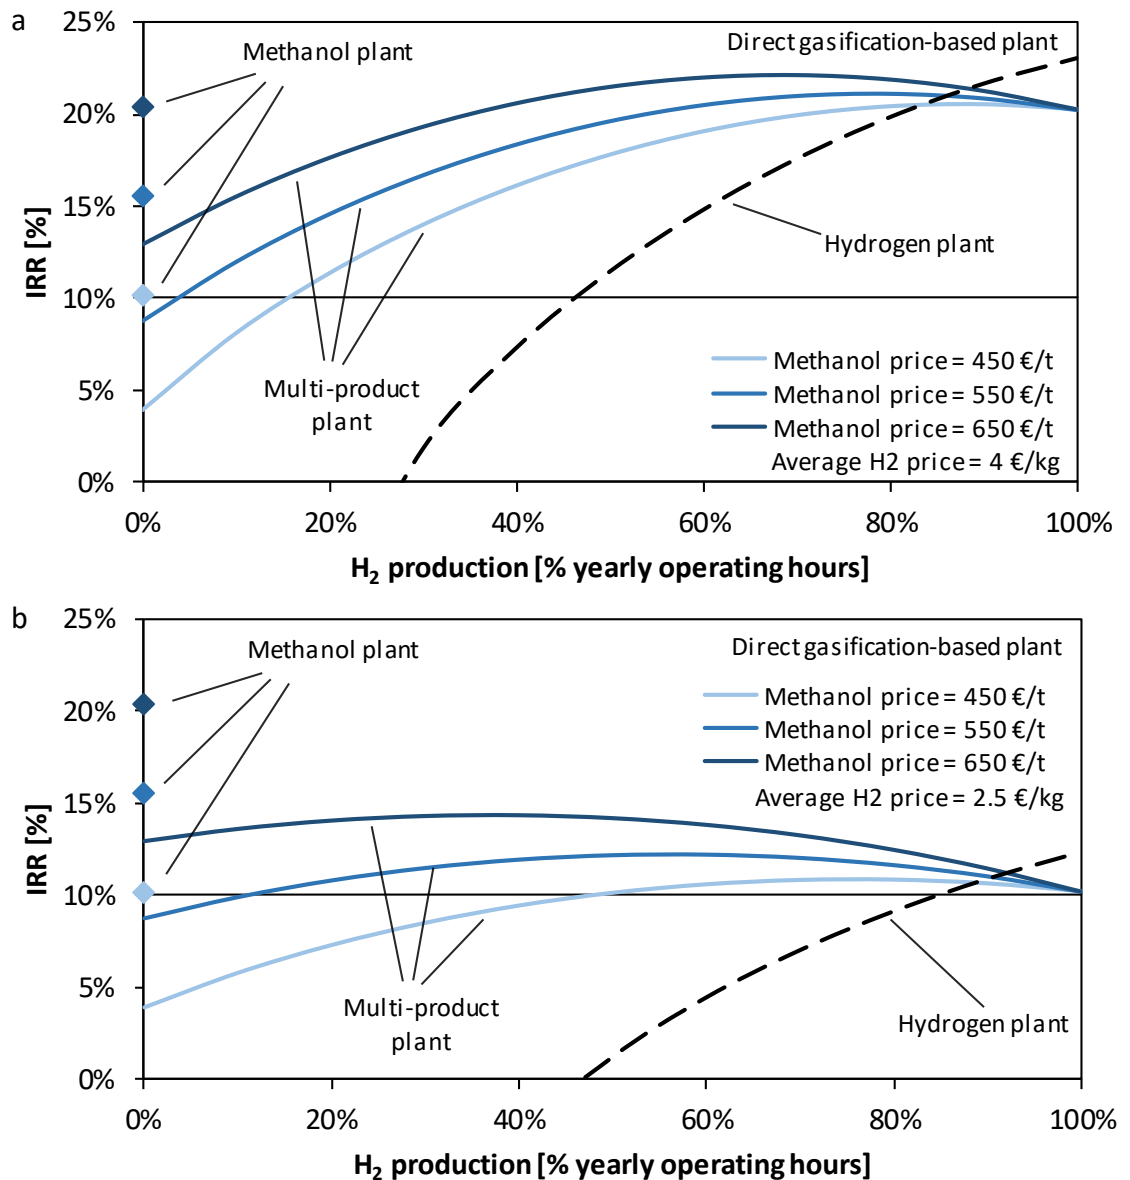 a
25%
20%
15%
10%
5%
0%
IRR [%]
Methanol plant
Direct gasification-based plant
Hydrogen plant
Multi-product
plant
Methanol price = 450 €/t
Methanol price = 550 €/t
Methanol price = 650 €/t
Average H2 price = 4 €/kg
0% 20% 40% 60% 80% 100%
H₂ production [% yearly operating hours]
b
25%
20%
15%
10%
5%
0%
IRR [%]
Methanol plant
Direct gasification-based plant
Methanol price = 450 €/t
Methanol price = 550 €/t
Methanol price = 650 €/t
Average H2 price = 2.5 €/kg
Multi-product
plant
Hydrogen plant
0% 20% 40% 60% 80% 100%
H₂ production [% yearly operating hours]